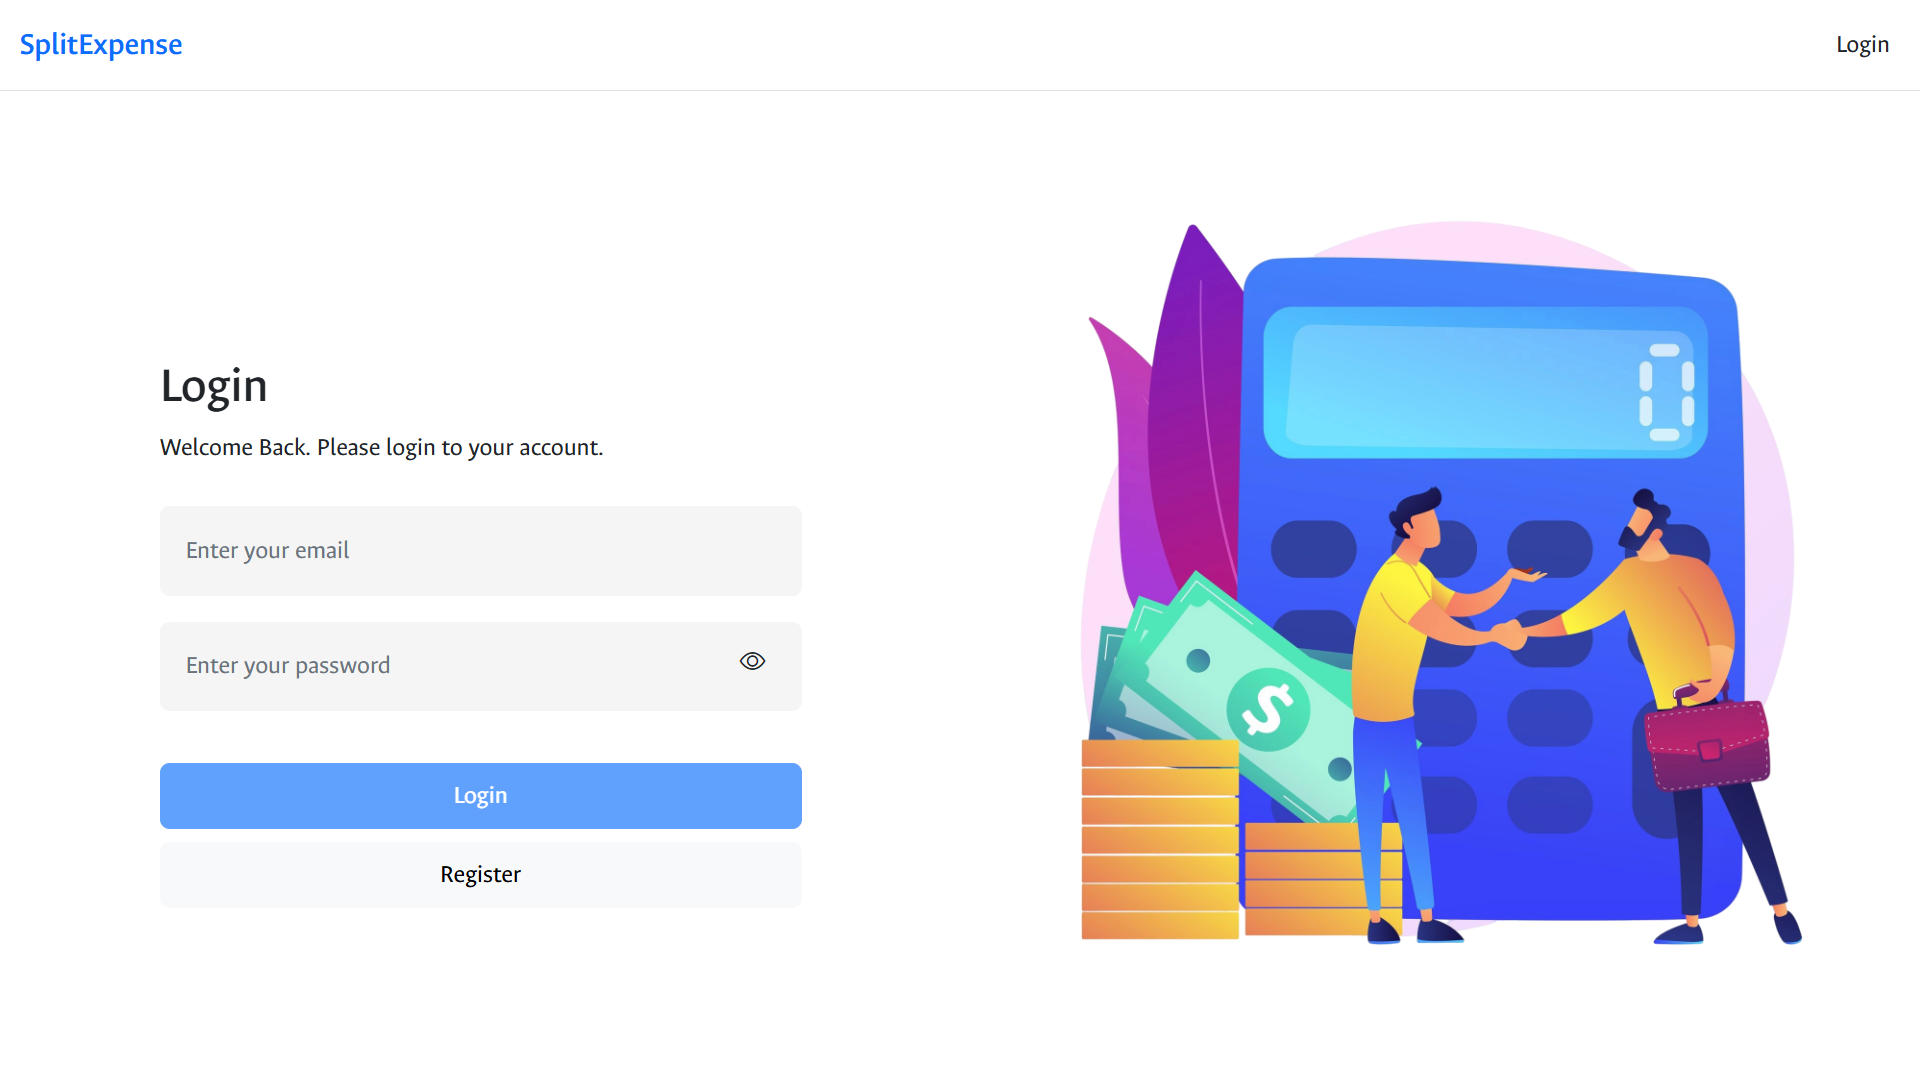 SplitExpense
Login
Login
Welcome Back. Please login to your account.
Enter your email
Enter your password
Login
Register
0
$